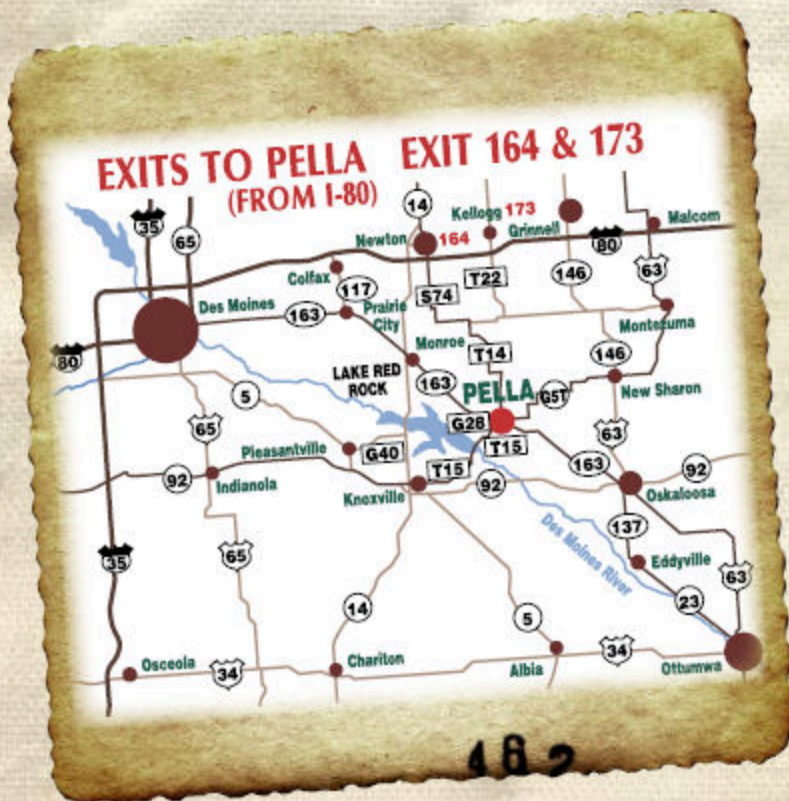 EXITS TO PELLA EXIT 164 & 173
(FROM I-80)
35
65
14
Kellogg 173
Newton 164
Grinnell
80
Malcom
Colfax
117
S74
T22
146
63
Des Moines
163
Prairie
City
Montezuma
80
Monroe
T14
146
LAKE RED
ROCK
163
PELLA
G5T
New Sharon
5
65
G28
63
Pleasantville
G40
T15
T15
163
92
92
Indianola
Knoxville
92
Oskaloosa
137
Des Moines River
35
65
Eddyville
63
14
5
23
Osceola
34
Chariton
Albia
34
Ottumwa